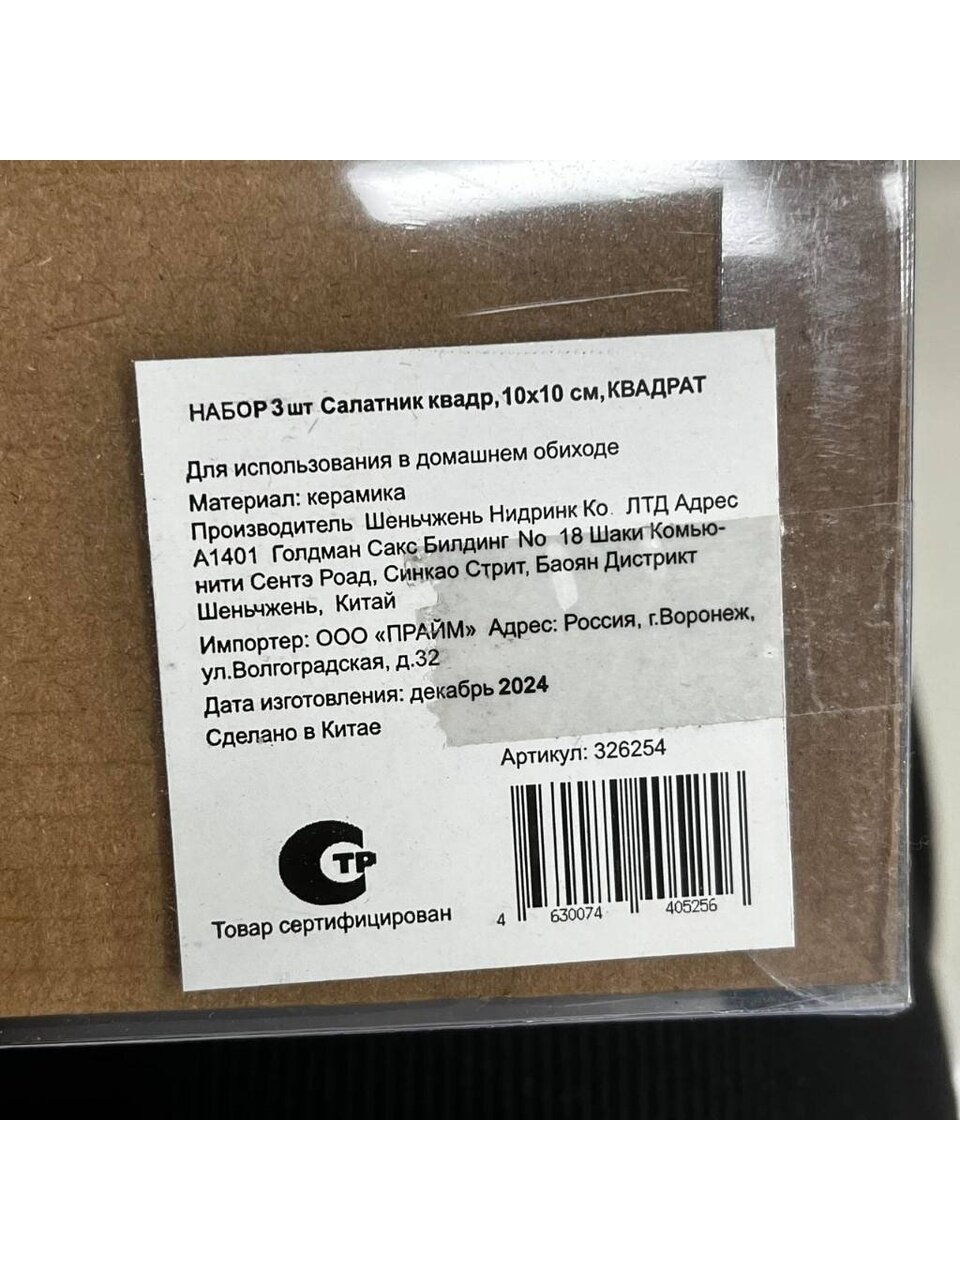 НАБОР 3 шт Салатник квадр, 10х10 см, КВАДРАТ
Для использования в домашнем обиходе
Материал: керамика
Производитель Шеньчжень Нидринк Ко. ЛТД Адрес
А1401 Голдман Сакс Билдинг No 18 Шаки Комью-
нити Сентэ Роад, Синкао Стрит, Баоян Дистрикт
Шеньчжень, Китай
Импортер: ООО «ПРАЙМ» Адрес: Россия, г.Воронеж,
ул.Волгоградская, д.32
Дата изготовления: декабрь 2024
Сделано в Китае
Артикул: 326254
СТР
Товар сертифицирован
4 630074 405256